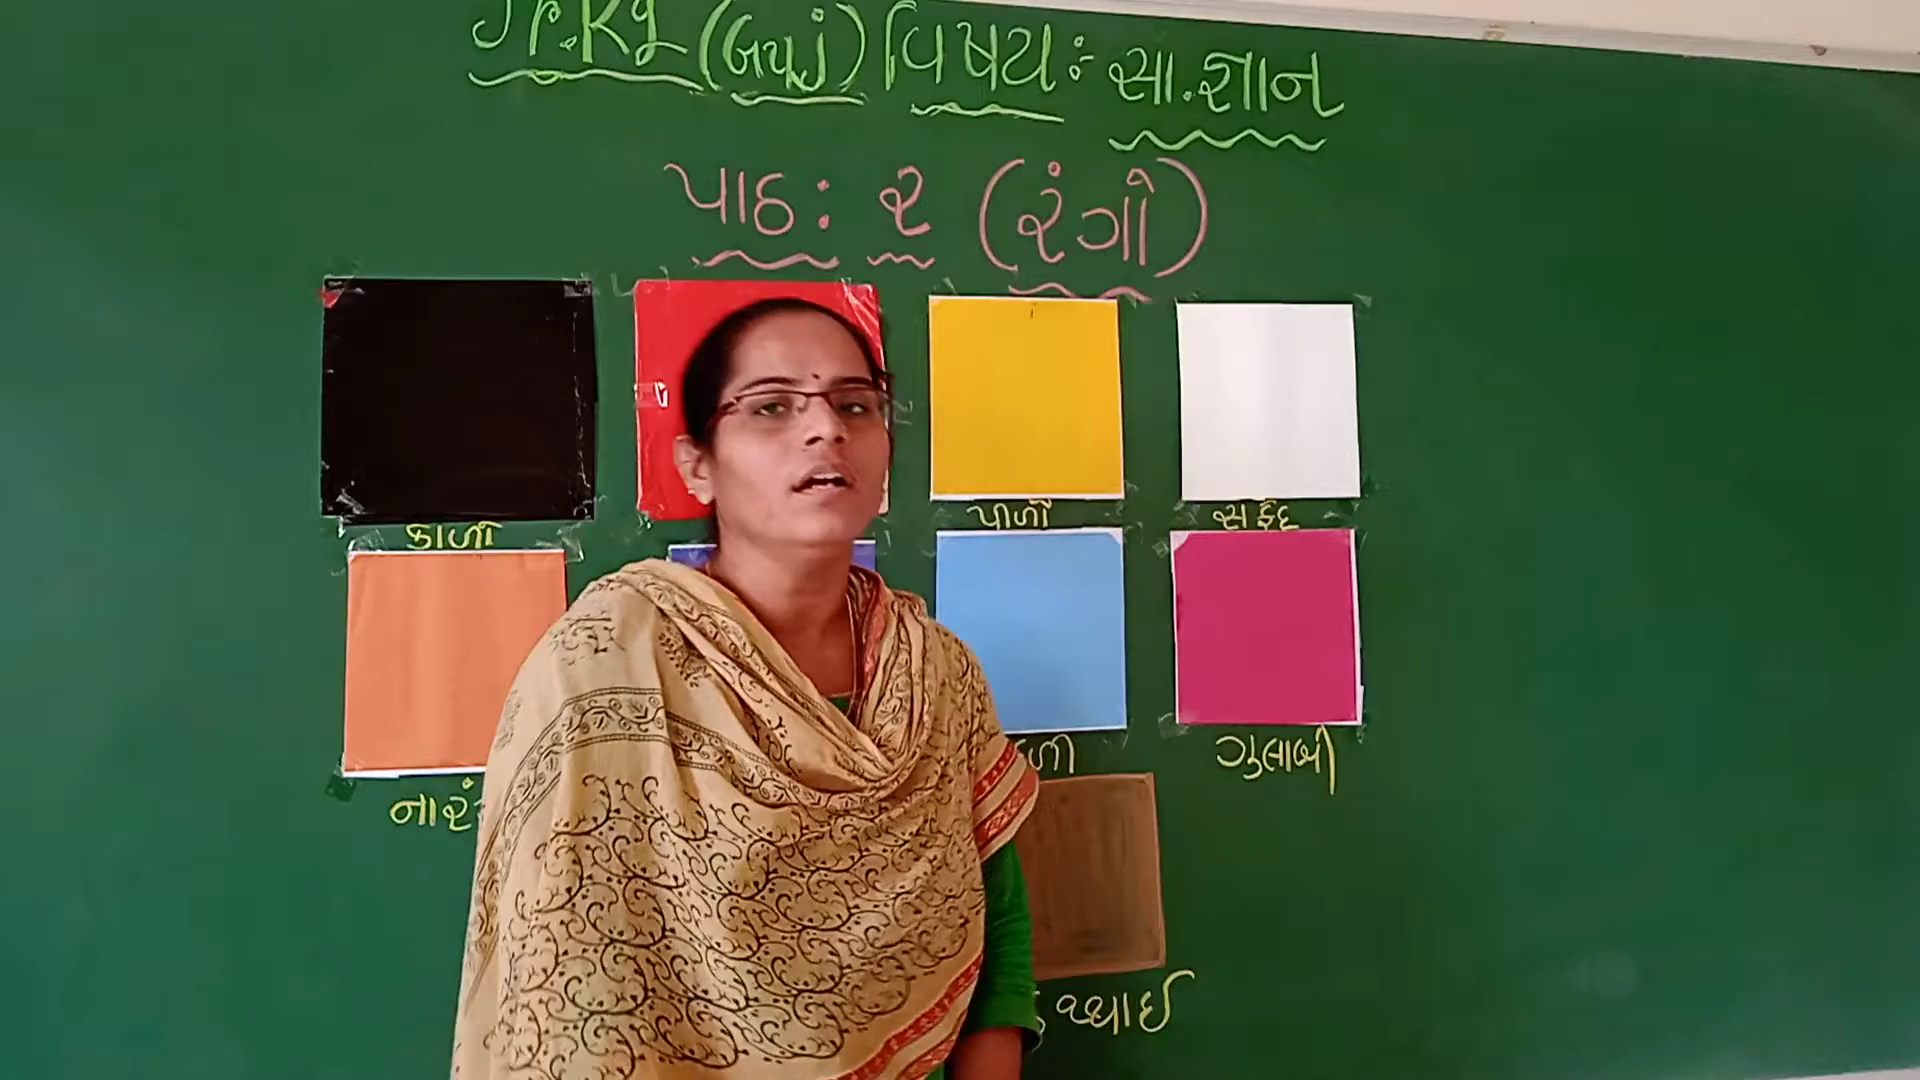 Jr.Kg (બપોર) વિષય: સા.જ્ઞાન
પાઠ: ૨ (રંગો)
કાળો પીળો સફેદ
નારં ળી ગુલાબી
થ્થાઈ